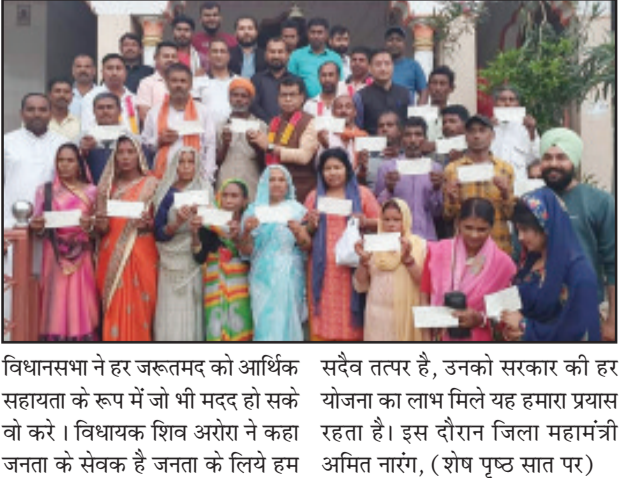 विधानसभा ने हर जरूतमद को आर्थिक
सहायता के रूप में जो भी मदद हो सके
वो करे । विधायक शिव अरोरा ने कहा
जनता के सेवक है जनता के लिये हम
सदैव तत्पर है, उनको सरकार की हर
योजना का लाभ मिले यह हमारा प्रयास
रहता है। इस दौरान जिला महामंत्री
अमित नारंग, (शेष पृष्ठ सात पर)